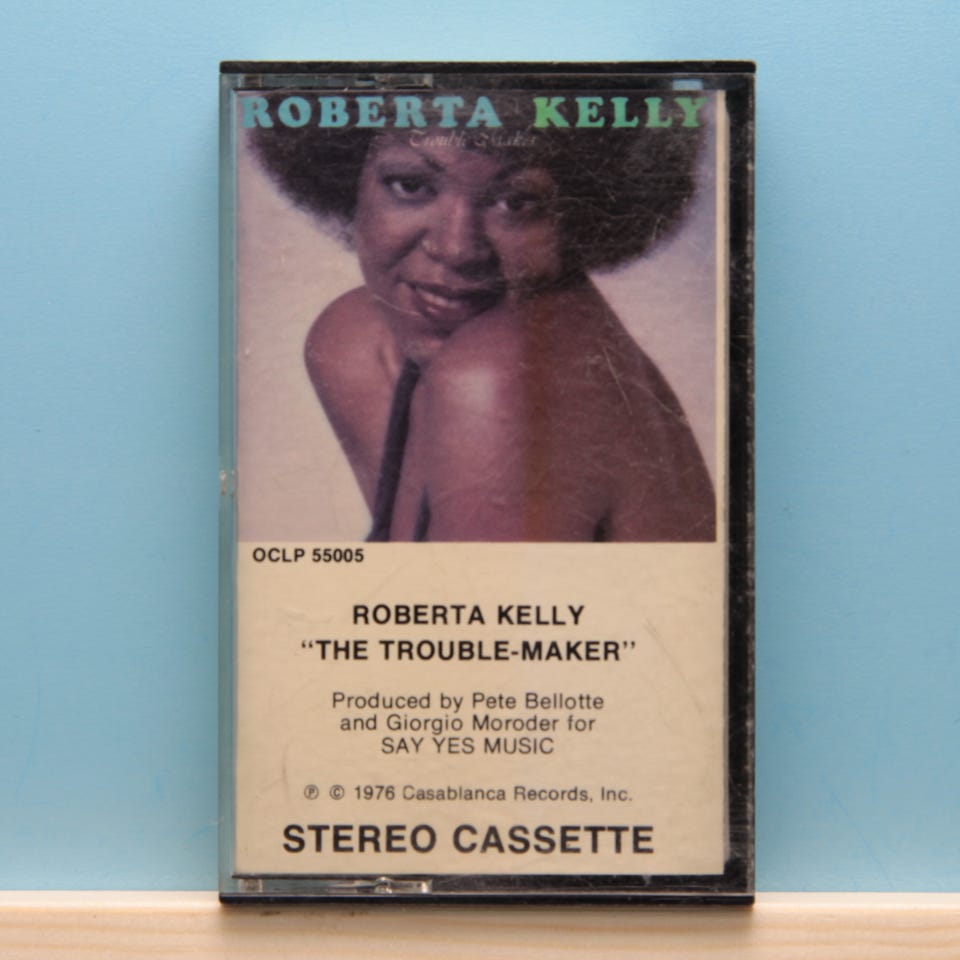 ROBERTA KELLY
Trouble Maker
OCLP 55005
ROBERTA KELLY
“THE TROUBLE-MAKER”
Produced by Pete Bellotte
and Giorgio Moroder for
SAY YES MUSIC
℗ © 1976 Casablanca Records, Inc.
STEREO CASSETTE